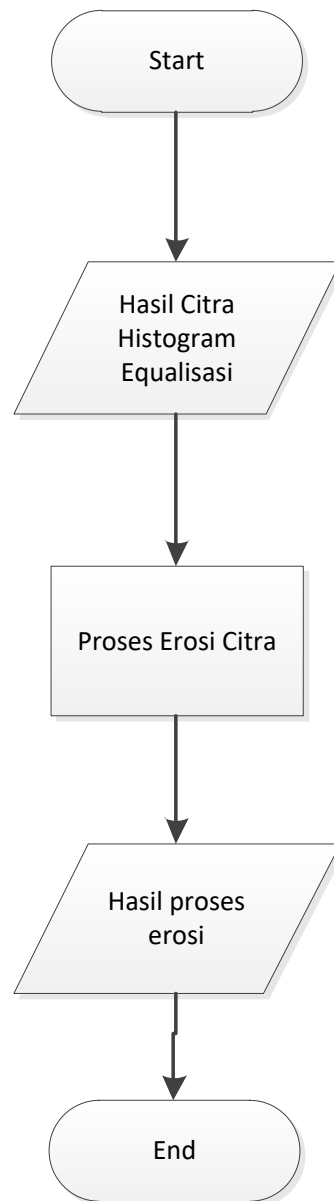 Start
Hasil Citra
Histogram
Equalisasi
Proses Erosi Citra
Hasil proses
erosi
End